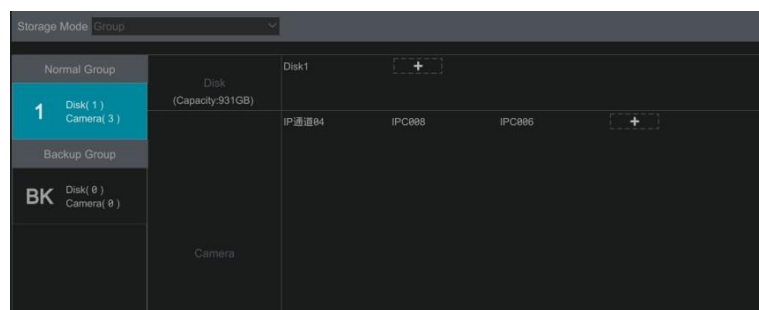 Storage Mode Group
Normal Group
1
Disk( 1 )
Camera( 3 )
Backup Group
BK
Disk( 0 )
Camera( 0 )
Disk
(Capacity:931GB)
Disk1 +
IP通道04 IPC008 IPC006 +
Camera